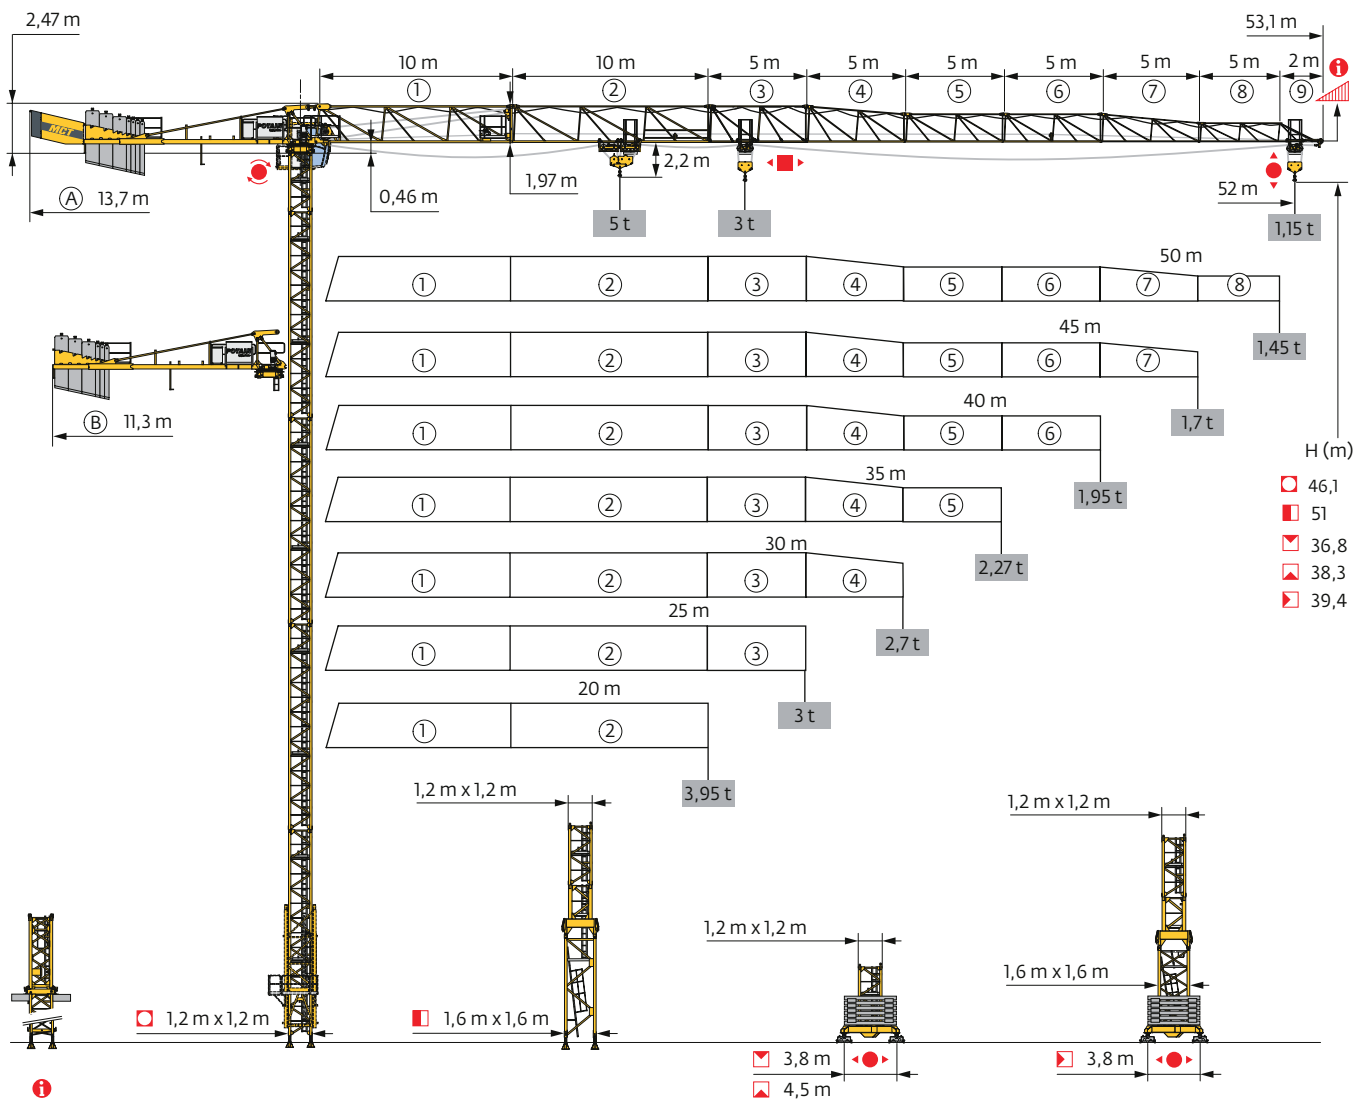 2,47 m
53,1 m
10 m 10 m 5 m 5 m 5 m 5 m 5 m 5 m 2 m
① ② ③ ④ ⑤ ⑥ ⑦ ⑧ ⑨
MCT
POTAIN
2,2 m
Ⓐ 13,7 m
0,46 m
1,97 m
52 m
5 t
3 t
1,15 t
50 m
① ② ③ ④ ⑤ ⑥ ⑦ ⑧
1,45 t
45 m
POTAIN
① ② ③ ④ ⑤ ⑥ ⑦
1,7 t
Ⓑ 11,3 m
40 m
① ② ③ ④ ⑤ ⑥
1,95 t
H (m)
46,1
51
36,8
38,3
39,4
35 m
① ② ③ ④ ⑤
2,27 t
30 m
① ② ③ ④
2,7 t
25 m
① ② ③
3 t
20 m
① ②
3,95 t
1,2 m x 1,2 m
1,2 m x 1,2 m
1,2 m x 1,2 m
1,6 m x 1,6 m
1,2 m x 1,2 m
1,6 m x 1,6 m
3,8 m
4,5 m
3,8 m